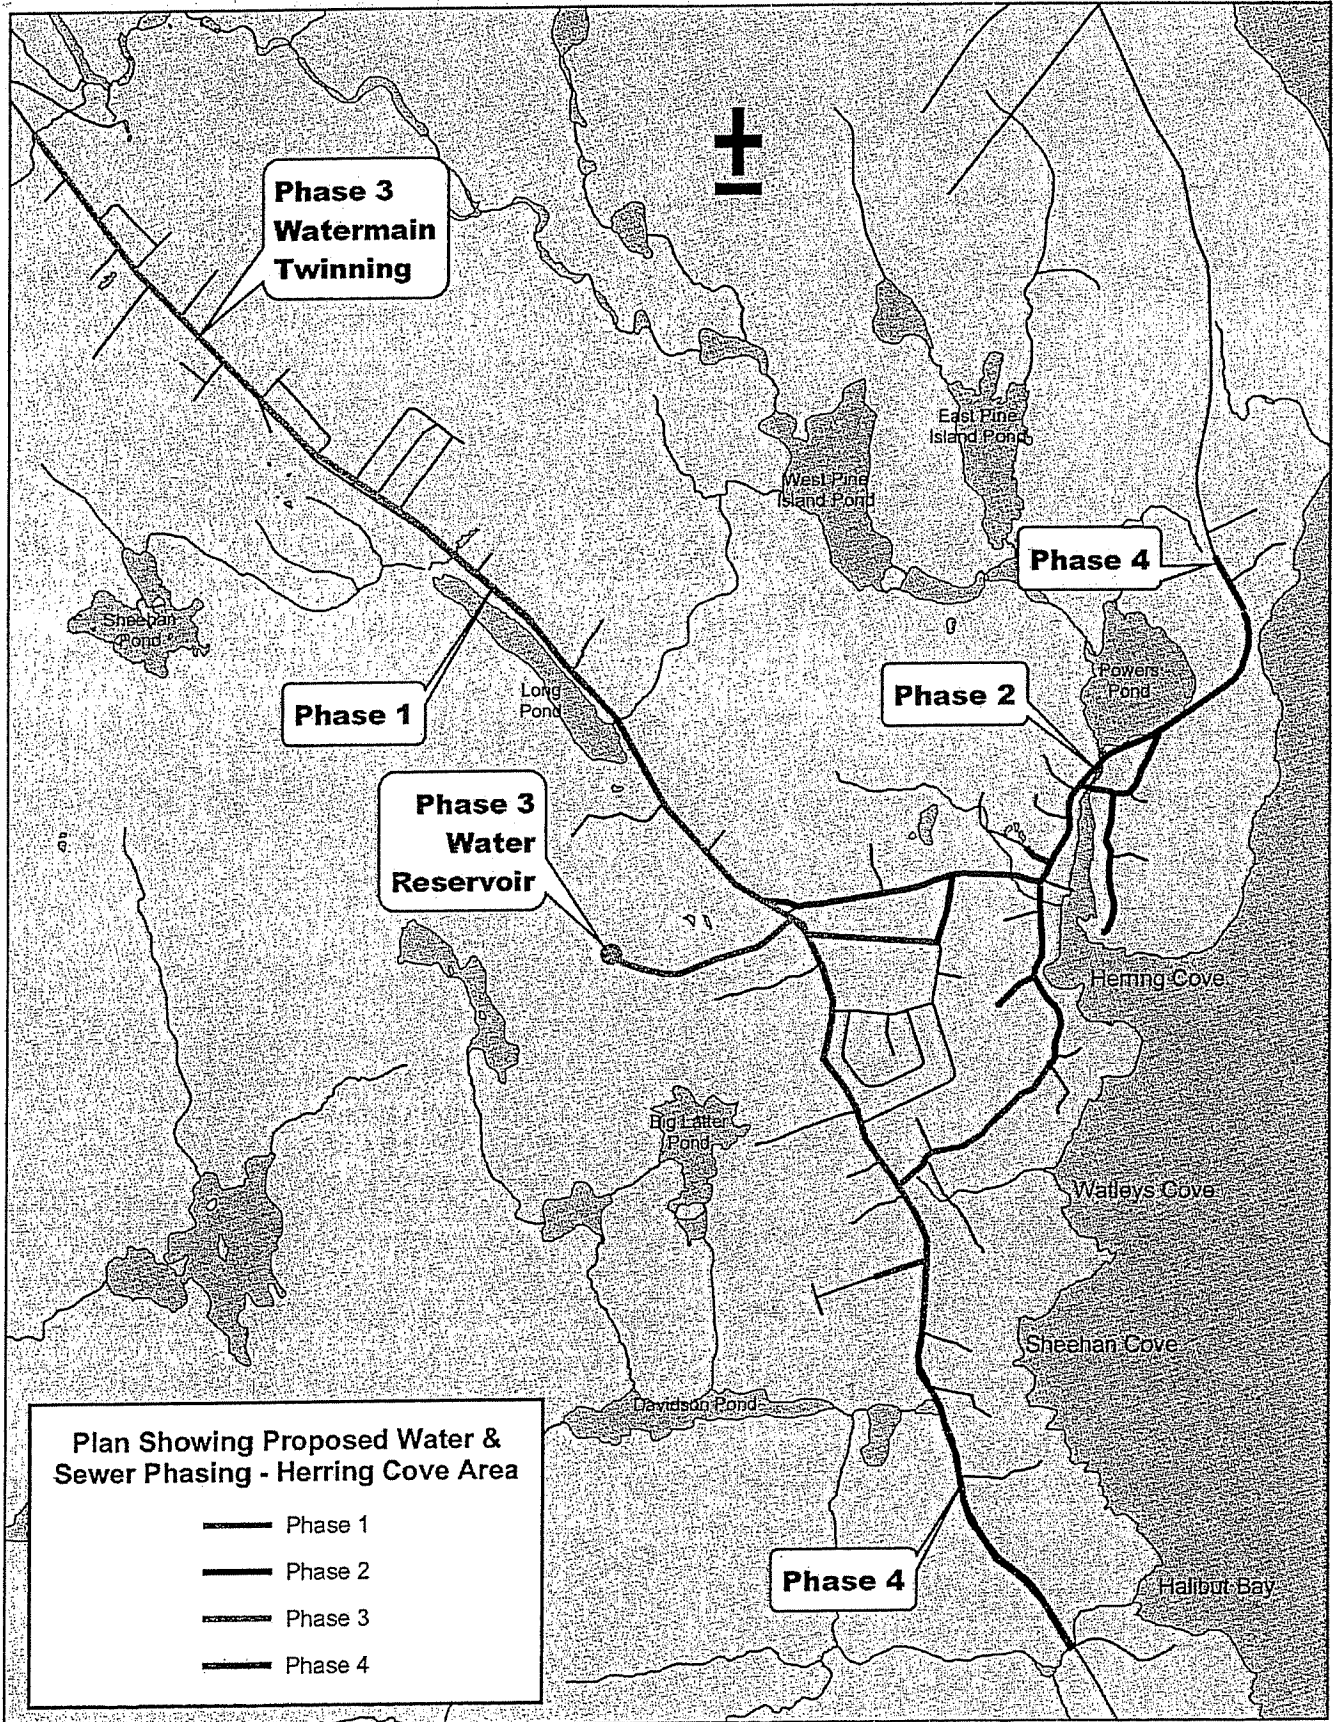 Phase 3
Watermain
Twinning
East Pine
Island Pond
West Pine
Island Pond
Phase 4
Sheehan
Pond
Powers
Pond
Long
Pond
Phase 2
Phase 1
Phase 3
Water
Reservoir
Herring Cove
Big Latter
Pond
Watleys Cove
Sheehan Cove
Davidson Pond
Plan Showing Proposed Water &
Sewer Phasing - Herring Cove Area
Phase 1
Phase 2
Phase 3
Phase 4
Phase 4
Halibut Bay